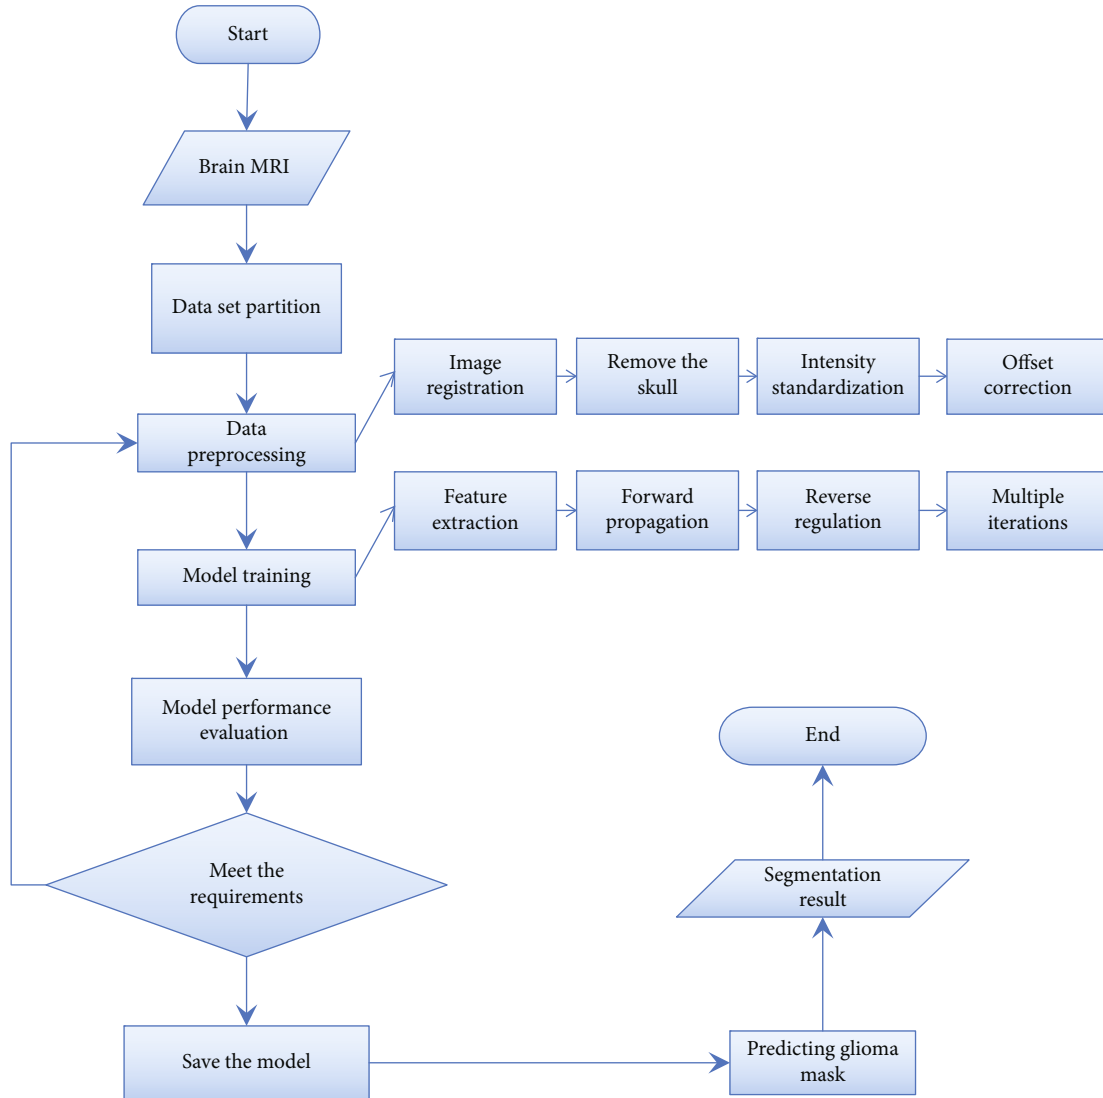 Start
Brain MRI
Data set partition
Image
registration
Remove the
skull
Intensity
standardization
Offset
correction
Data
preprocessing
Feature
extraction
Forward
propagation
Reverse
regulation
Multiple
iterations
Model training
Model performance
evaluation
End
Meet the
requirements
Segmentation
result
Save the model
Predicting glioma
mask